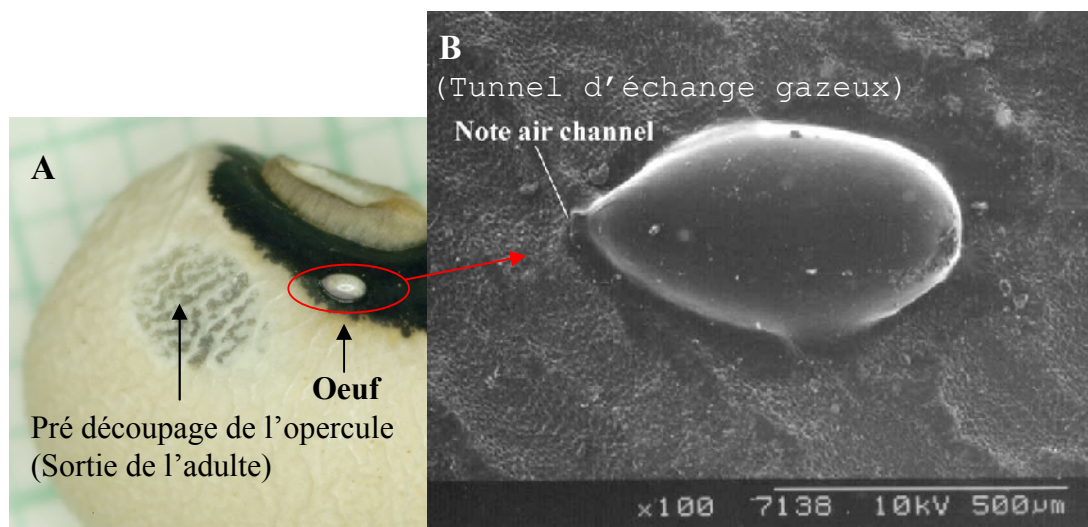 A
Oeuf
Pré découpage de l'opercule
(Sortie de l'adulte)
B
(Tunnel d'échange gazeux)
Note air channel
x100 7138 10kV 500µm